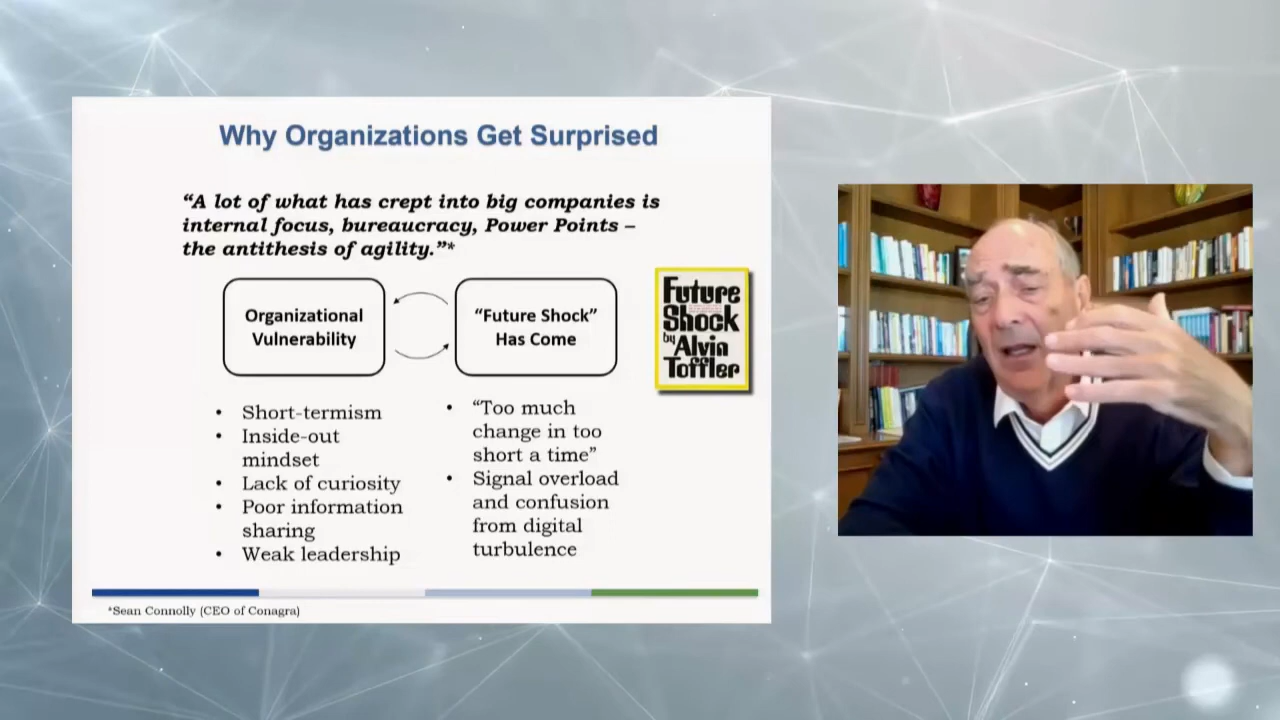 Why Organizations Get Surprised
“A lot of what has crept into big companies is
internal focus, bureaucracy, Power Points –
the antithesis of agility.”*
Organizational
Vulnerability
“Future Shock”
Has Come
Future
Shock
by Alvin
Toffler
• Short-termism
• Inside-out
mindset
• Lack of curiosity
• Poor information
sharing
• Weak leadership
• “Too much
change in too
short a time”
• Signal overload
and confusion
from digital
turbulence
*Sean Connolly (CEO of Conagra)